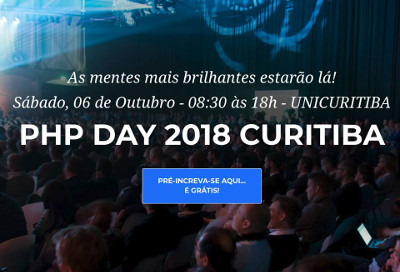 As mentes mais brilhantes estarão lá!
Sábado, 06 de Outubro - 08:30 às 18h - UNICURITIBA
PHP DAY 2018 CURITIBA
PRÉ-INCREVA-SE AQUI...
É GRÁTIS!